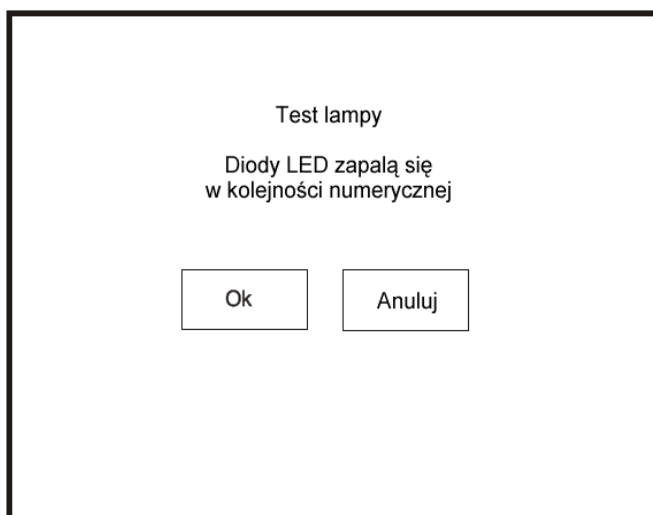 Test lampy
Diody LED zapalą się
w kolejności numerycznej
Ok
Anuluj